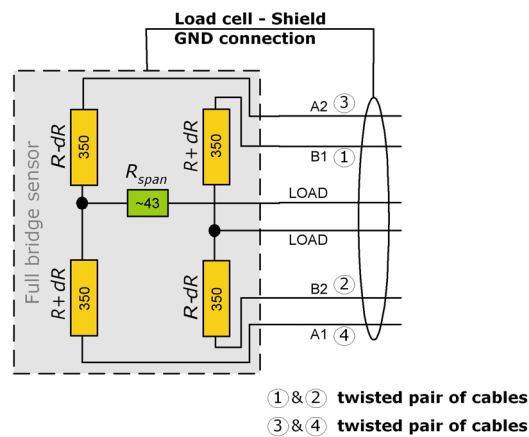 Load cell - Shield
GND connection
A2 3
B1 1
LOAD
LOAD
B2 2
A1 4
Full bridge sensor
R-dR
350
R+dR
350
Rspan
~43
R+dR
350
R-dR
350
1 & 2 twisted pair of cables
3 & 4 twisted pair of cables